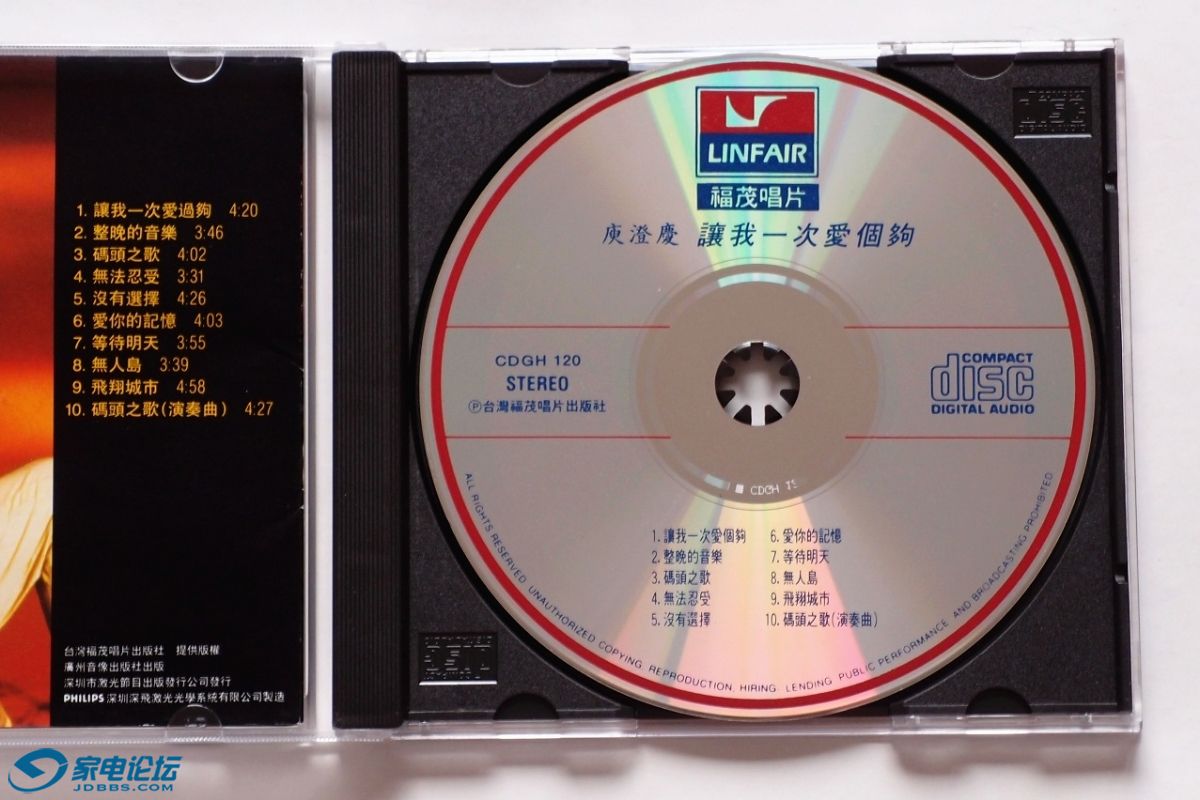 1. 讓我一次愛過夠 4:20
2. 整晚的音樂 3:46
3. 碼頭之歌 4:02
4. 無法忍受 3:31
5. 沒有選擇 4:26
6. 愛你的記憶 4:03
7. 等待明天 3:55
8. 無人島 3:39
9. 飛翔城市 4:58
10. 碼頭之歌(演奏曲) 4:27
台灣福茂唱片出版社 提供版權
廣州音像出版社出版
深圳市激光節目出版發行公司發行
PHILIPS 深圳深飛激光光學系統有限公司製造
LINFAIR
福茂唱片
庾澄慶 讓我一次愛個夠
CDGH 120
STEREO
Ⓟ台灣福茂唱片出版社
COMPACT
disc
DIGITAL AUDIO
CDGH
1. 讓我一次愛個夠
2. 整晚的音樂
3. 碼頭之歌
4. 無法忍受
5. 沒有選擇
6. 愛你的記憶
7. 等待明天
8. 無人島
9. 飛翔城市
10. 碼頭之歌(演奏曲)
ALL RIGHTS RESERVED UNAUTHORIZED COPYING, REPRODUCTION, HIRING. LENDING. PUBLIC PERFORMANCE AND BROADCASTING PROHIBITED
家电论坛
JDBBS.COM